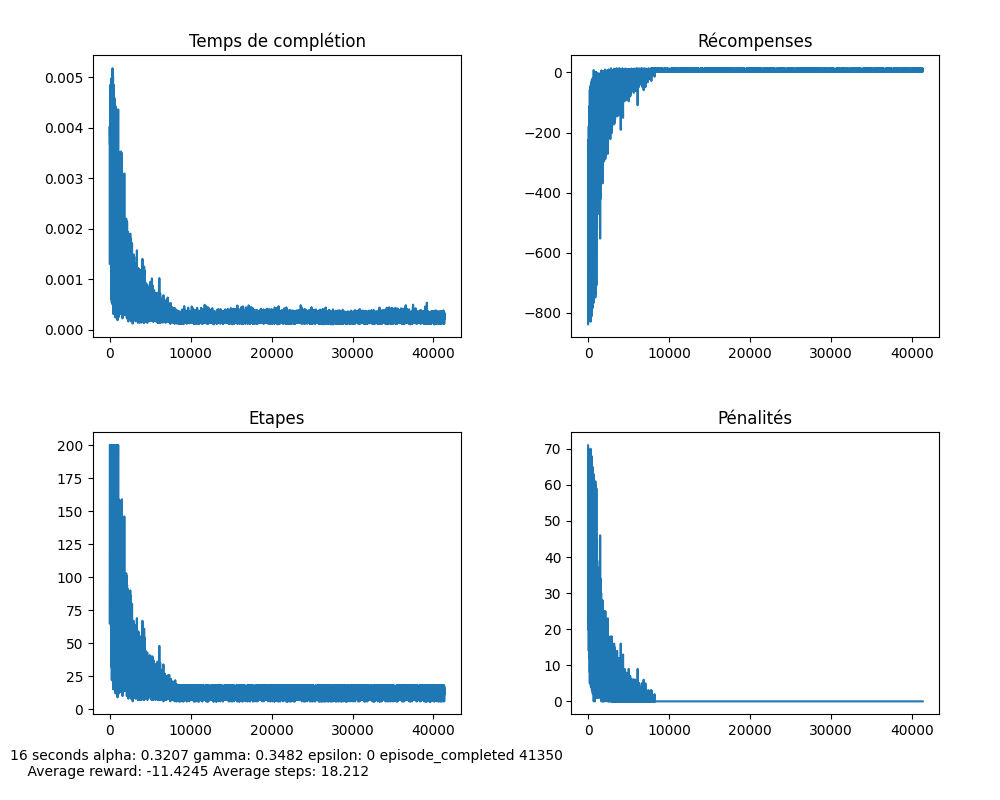 Temps de complétion
0.005
0.004
0.003
0.002
0.001
0.000
0 10000 20000 30000 40000
Récompenses
0
−200
−400
−600
−800
0 10000 20000 30000 40000
Etapes
200
175
150
125
100
75
50
25
0
0 10000 20000 30000 40000
Pénalités
70
60
50
40
30
20
10
0
0 10000 20000 30000 40000
16 seconds alpha: 0.3207 gamma: 0.3482 epsilon: 0 episode_completed 41350
Average reward: -11.4245 Average steps: 18.212